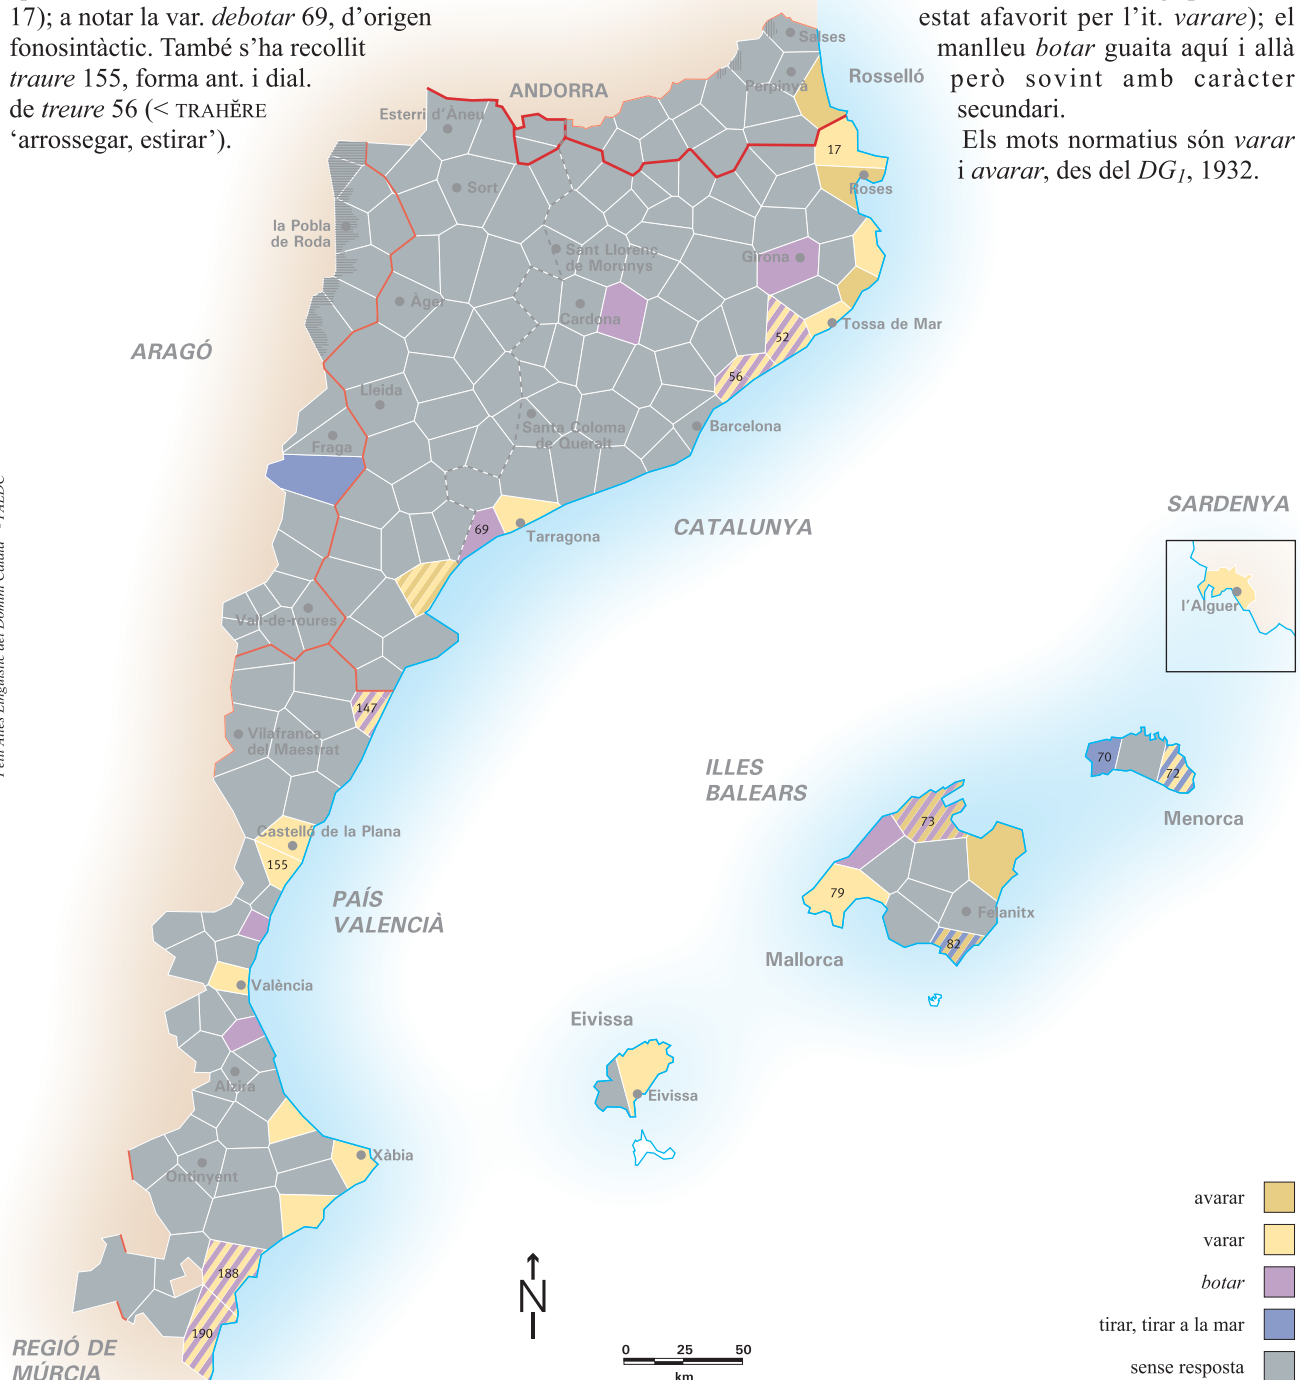 17); a notar la var. debotar 69, d’origen
fonosintàctic. També s’ha recollit
traure 155, forma ant. i dial.
de treure 56 (< TRAHĔRE
‘arrossegar, estirar’).
estat afavorit per l’it. varare); el
manlleu botar guaita aquí i allà
però sovint amb caràcter
secundari.
Els mots normatius són varar
i avarar, des del DG1, 1932.
Salses
Rosselló
Perpinyà
ANDORRA
Esterri d’Àneu
17
Roses
Sort
la Pobla
de Roda
Sant Llorenç
de Morunys
Girona
Àger
Cardona
Tossa de Mar
52
ARAGÓ
56
Lleida
Santa Coloma
de Queralt
Barcelona
Fraga
SARDENYA
69
Tarragona
CATALUNYA
l’Alguer
Vall-de-roures
147
Vilafranca
del Maestrat
70
72
Menorca
ILLES
BALEARS
73
Castelló de la Plana
155
79
PAÍS
VALENCIÀ
Felanitx
82
Mallorca
València
Eivissa
Alzira
Eivissa
Xàbia
Ontinyent
188
190
REGIÓ DE
MÚRCIA
N
0 25 50
km
avarar
varar
botar
tirar, tirar a la mar
sense resposta